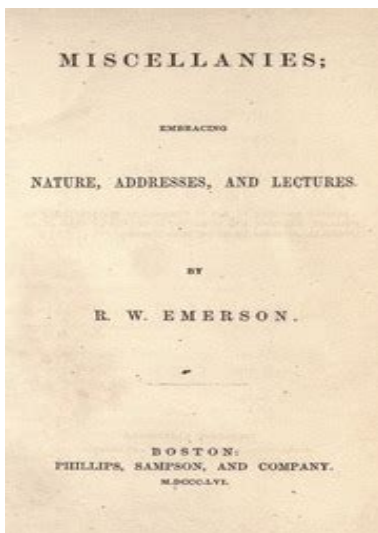 MISCELLANIES;
EMBRACING
NATURE, ADDRESSES, AND LECTURES.
BY
R. W. EMERSON.
BOSTON:
PHILLIPS, SAMPSON, AND COMPANY.
M.DCCC.LVI.